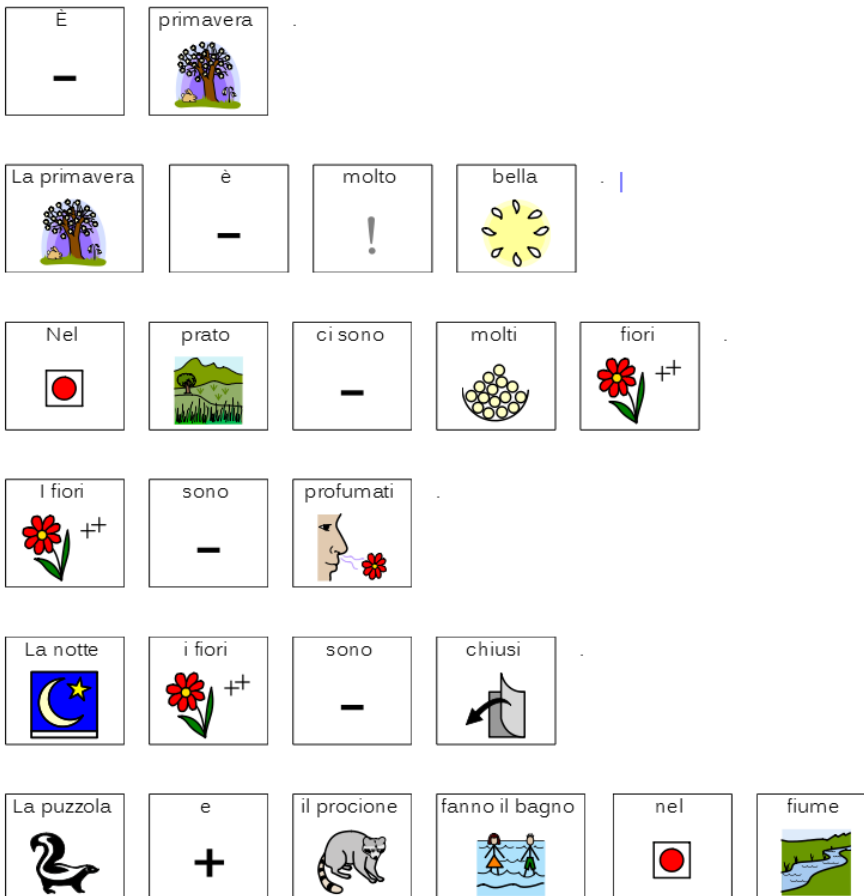 È primavera .
La primavera è molto bella .
Nel prato ci sono molti fiori .
I fiori sono profumati .
La notte i fiori sono chiusi .
La puzzola e il procione fanno il bagno nel fiume